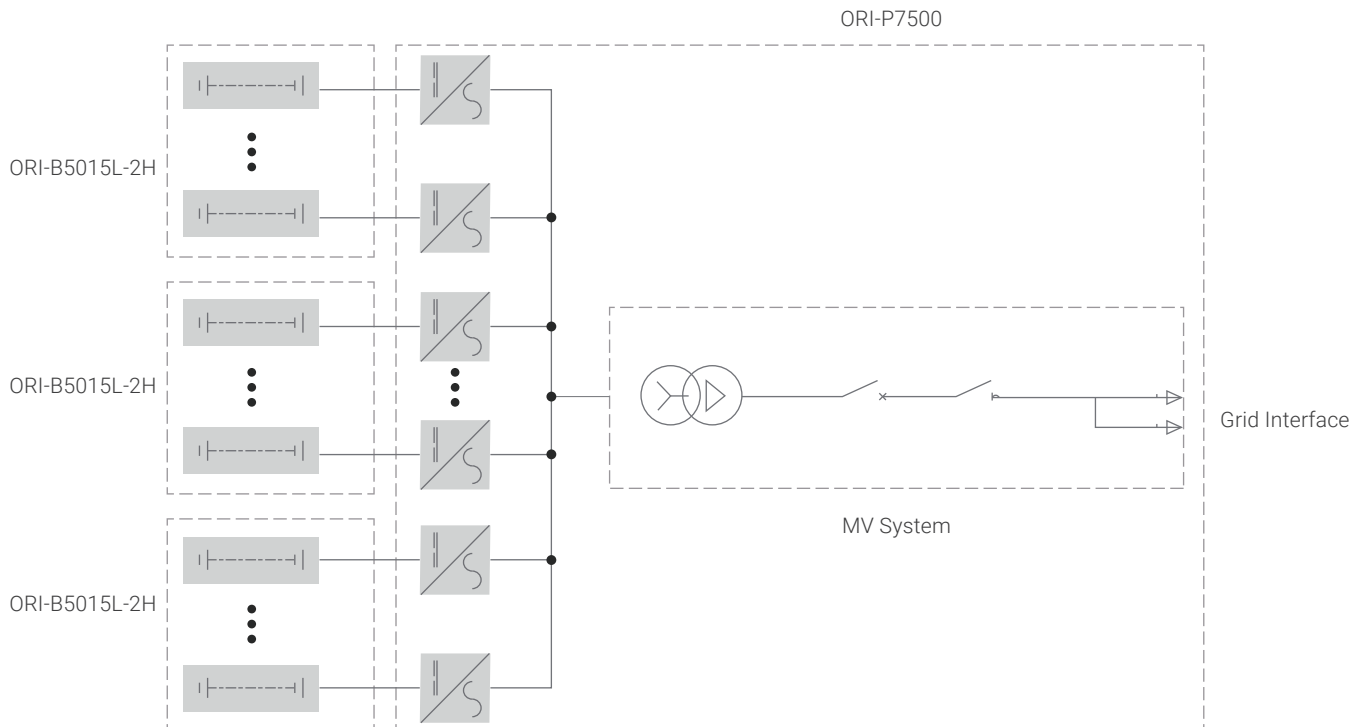 ORI-P7500
ORI-B5015L-2H
ORI-B5015L-2H
Grid Interface
MV System
ORI-B5015L-2H